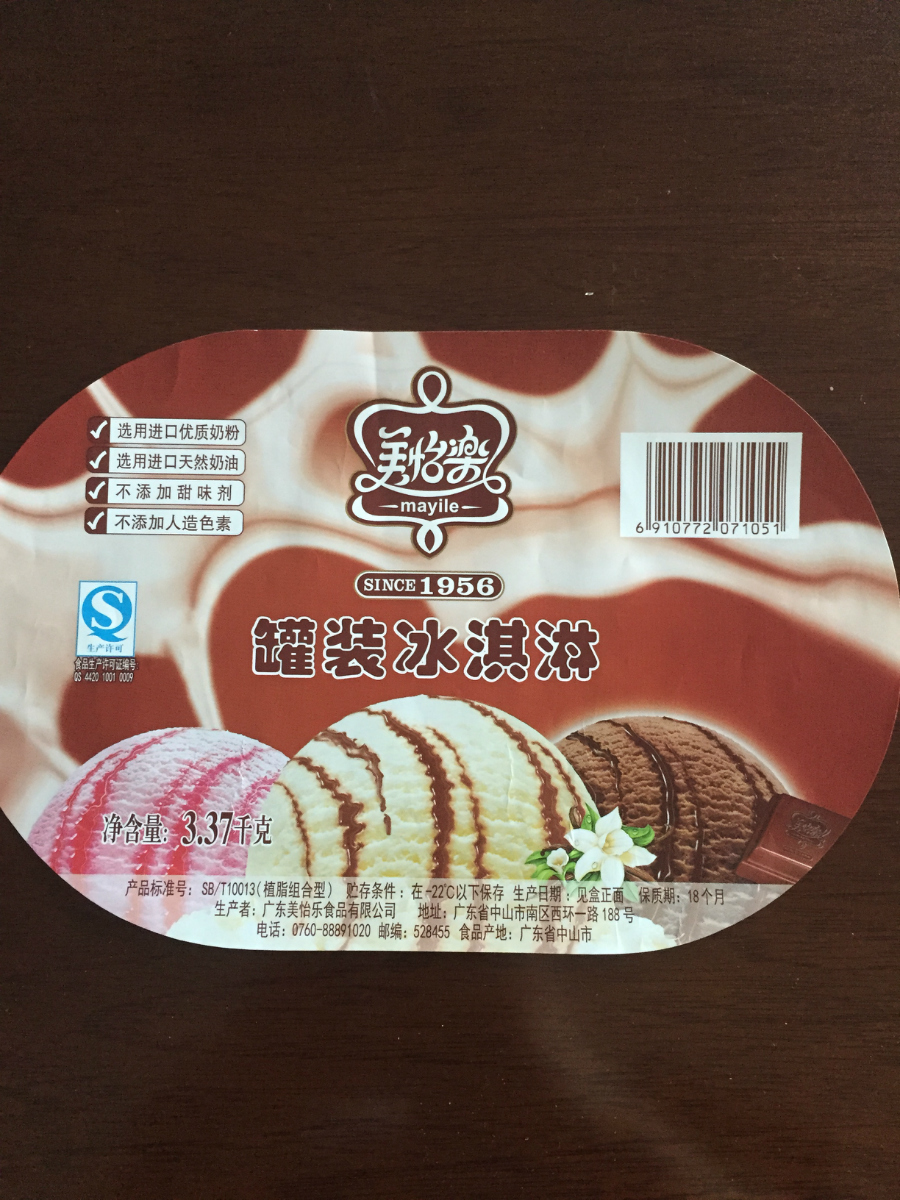 选用进口优质奶粉
选用进口天然奶油
不添加甜味剂
不添加人造色素
美怡樂
mayile
SINCE 1956
6 910772 071051
生产许可
食品生产许可证编号
QS 4420 1001 0009
罐装冰淇淋
净含量：3.37千克
产品标准号：SB/T10013(植脂组合型) 贮存条件：在-22℃以下保存 生产日期：见盒正面 保质期：18个月
生产者：广东美怡乐食品有限公司 地址：广东省中山市南区西环一路188号
电话：0760-88891020 邮编：528455 食品产地：广东省中山市